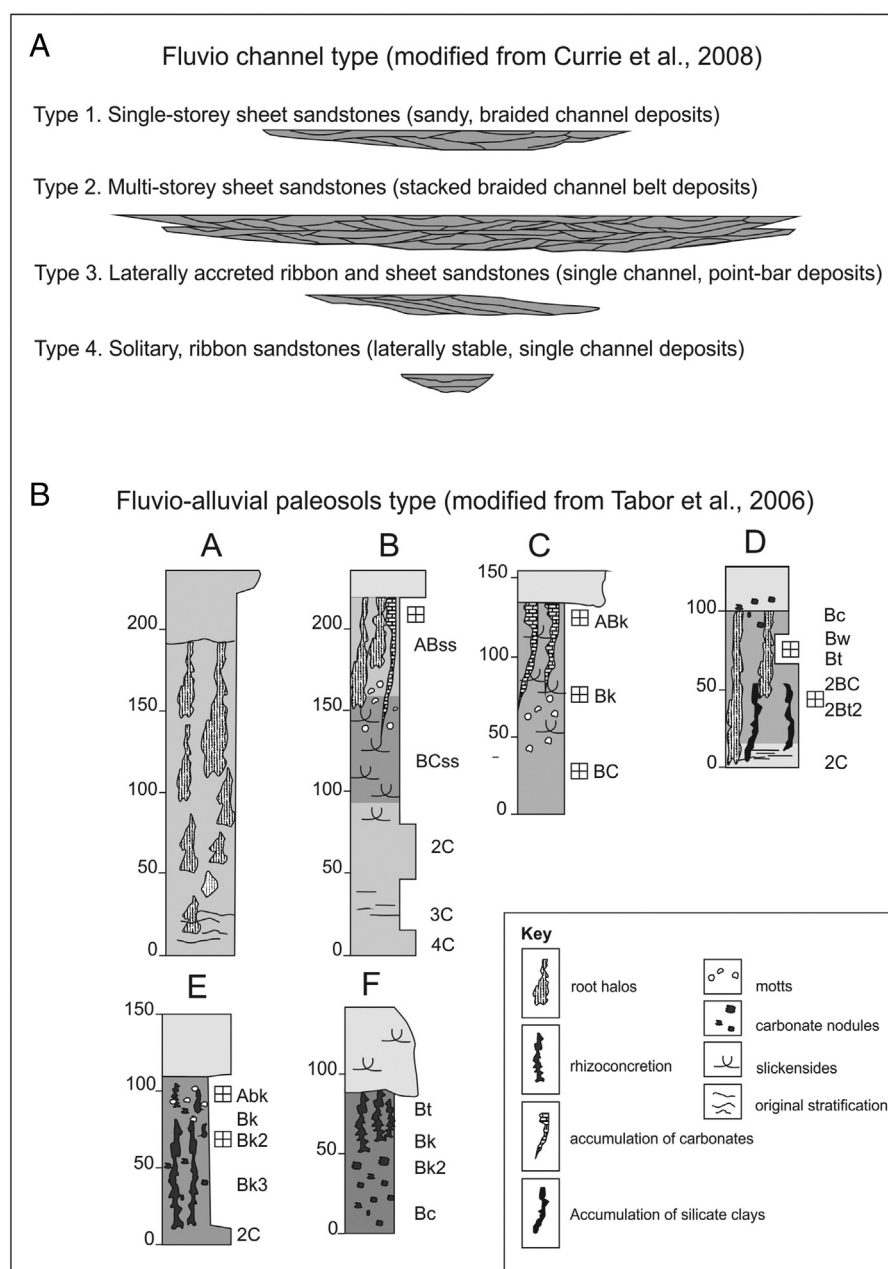 A
Fluvio channel type (modified from Currie et al., 2008)
Type 1. Single-storey sheet sandstones (sandy, braided channel deposits)
Type 2. Multi-storey sheet sandstones (stacked braided channel belt deposits)
Type 3. Laterally accreted ribbon and sheet sandstones (single channel, point-bar deposits)
Type 4. Solitary, ribbon sandstones (laterally stable, single channel deposits)
B
Fluvio-alluvial paleosols type (modified from Tabor et al., 2006)
A
200
150
100
50
0
B
200
150
100
50
0
ABss
BCss
2C
3C
4C
C
150
100
50
0
ABk
Bk
BC
D
100
50
0
Bc
Bw
Bt
2BC
2Bt2
2C
E
150
100
50
0
Abk
Bk
Bk2
Bk3
2C
F
100
50
0
Bt
Bk
Bk2
Bc
Key
root halos
rhizoconcretion
accumulation of carbonates
Accumulation of silicate clays
motts
carbonate nodules
slickensides
original stratification